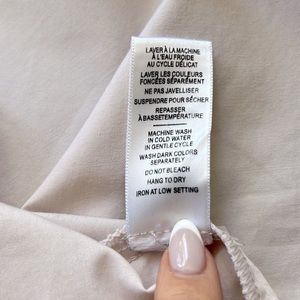 LAVER À LA MACHINE
À L'EAU FROIDE
AU CYCLE DÉLICAT
LAVER LES COULEURS
FONCÉES SÉPARÉMENT
NE PAS JAVELLISER
SUSPENDRE POUR SÉCHER
REPASSER
À BASSETEMPÉRATURE
MACHINE WASH
IN COLD WATER
IN GENTLE CYCLE
WASH DARK COLORS
SEPARATELY
DO NOT BLEACH
HANG TO DRY
IRON AT LOW SETTING